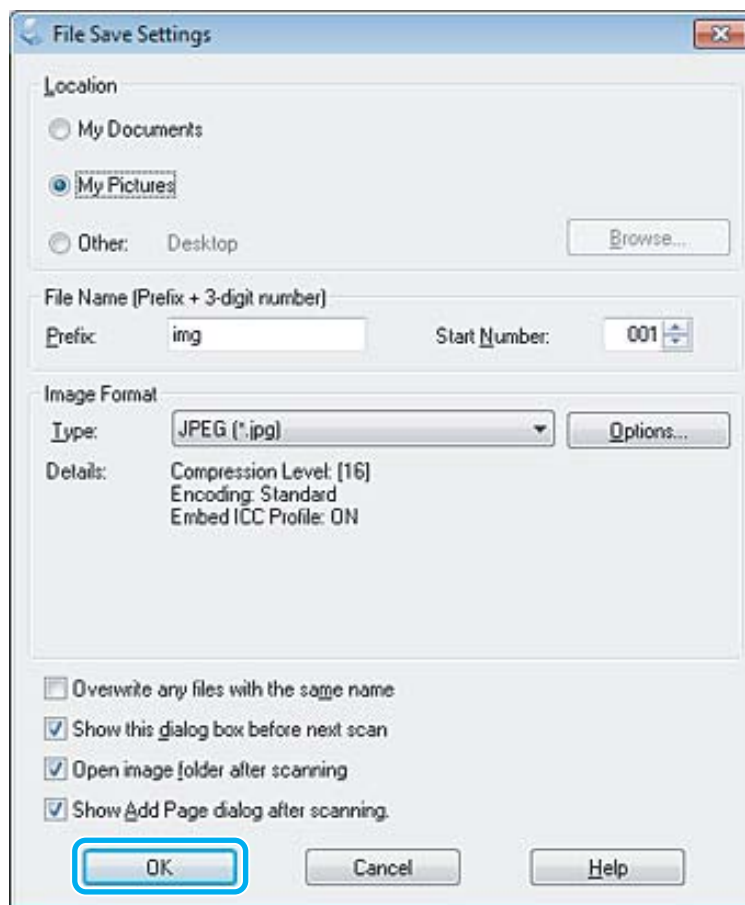 File Save Settings
Location
My Documents
My Pictures
Other: Desktop Browse...
File Name (Prefix + 3-digit number)
Prefix: img Start Number: 001
Image Format
Type: JPEG (*.jpg) Options...
Details: Compression Level: [16]
Encoding: Standard
Embed ICC Profile: ON
Overwrite any files with the same name
Show this dialog box before next scan
Open image folder after scanning
Show Add Page dialog after scanning.
OK Cancel Help